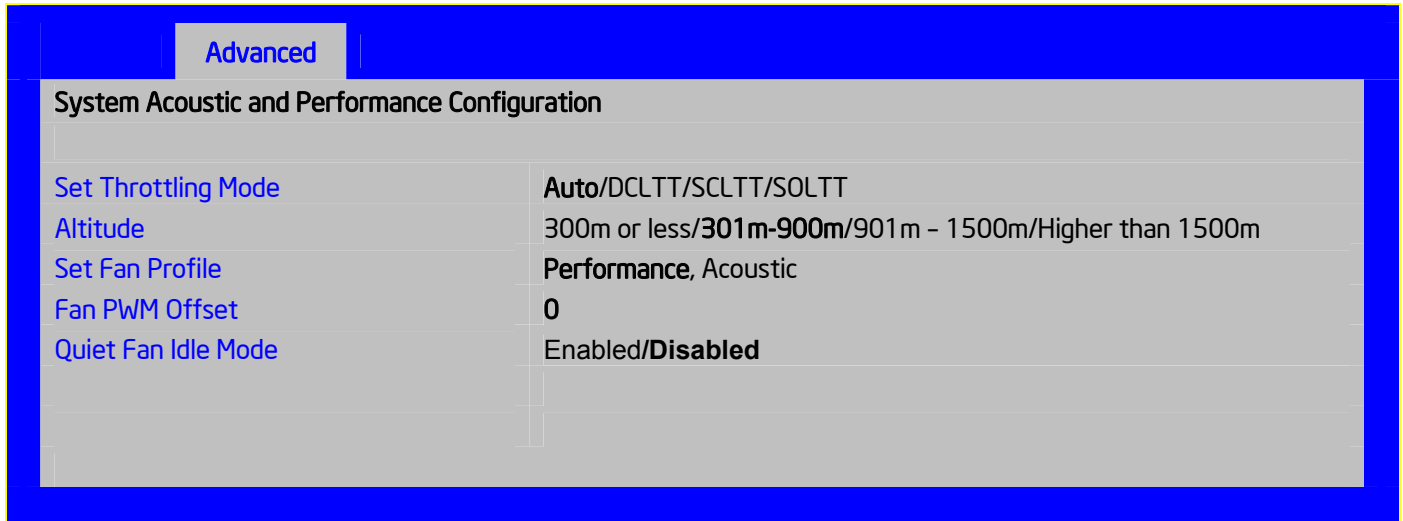 Advanced
System Acoustic and Performance Configuration
Set Throttling Mode Auto/DCLTT/SCLTT/SOLTT
Altitude 300m or less/301m-900m/901m – 1500m/Higher than 1500m
Set Fan Profile Performance, Acoustic
Fan PWM Offset 0
Quiet Fan Idle Mode Enabled/Disabled